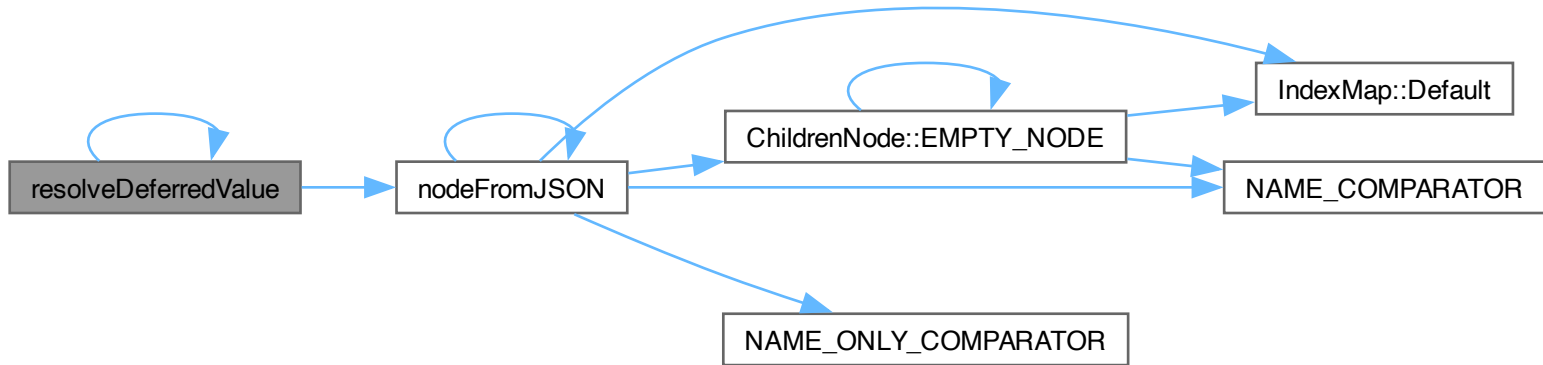 resolveDeferredValue
nodeFromJSON
ChildrenNode::EMPTY_NODE
IndexMap::Default
NAME_COMPARATOR
NAME_ONLY_COMPARATOR